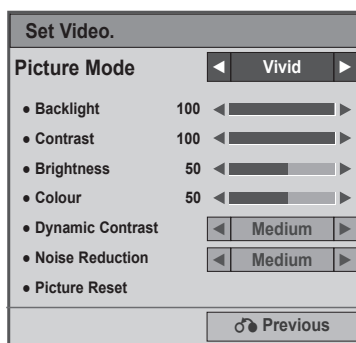 Set Video.
Picture Mode ◀ Vivid ▶
● Backlight 100 ◀ ▶
● Contrast 100 ◀ ▶
● Brightness 50 ◀ ▶
● Colour 50 ◀ ▶
● Dynamic Contrast ◀ Medium ▶
● Noise Reduction ◀ Medium ▶
● Picture Reset
Previous